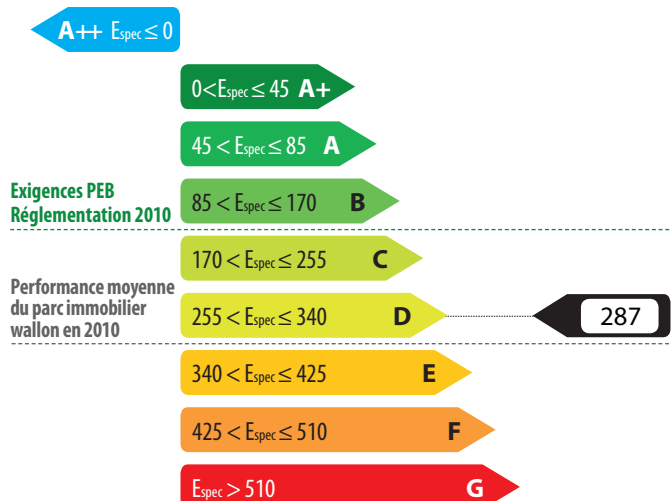 A++ Espec ≤ 0
0<Espec ≤ 45 A+
45 < Espec ≤ 85 A
Exigences PEB
Réglementation 2010
85 < Espec ≤ 170 B
170 < Espec ≤ 255 C
Performance moyenne
du parc immobilier
wallon en 2010
255 < Espec ≤ 340 D
287
340 < Espec ≤ 425 E
425 < Espec ≤ 510 F
Espec > 510 G